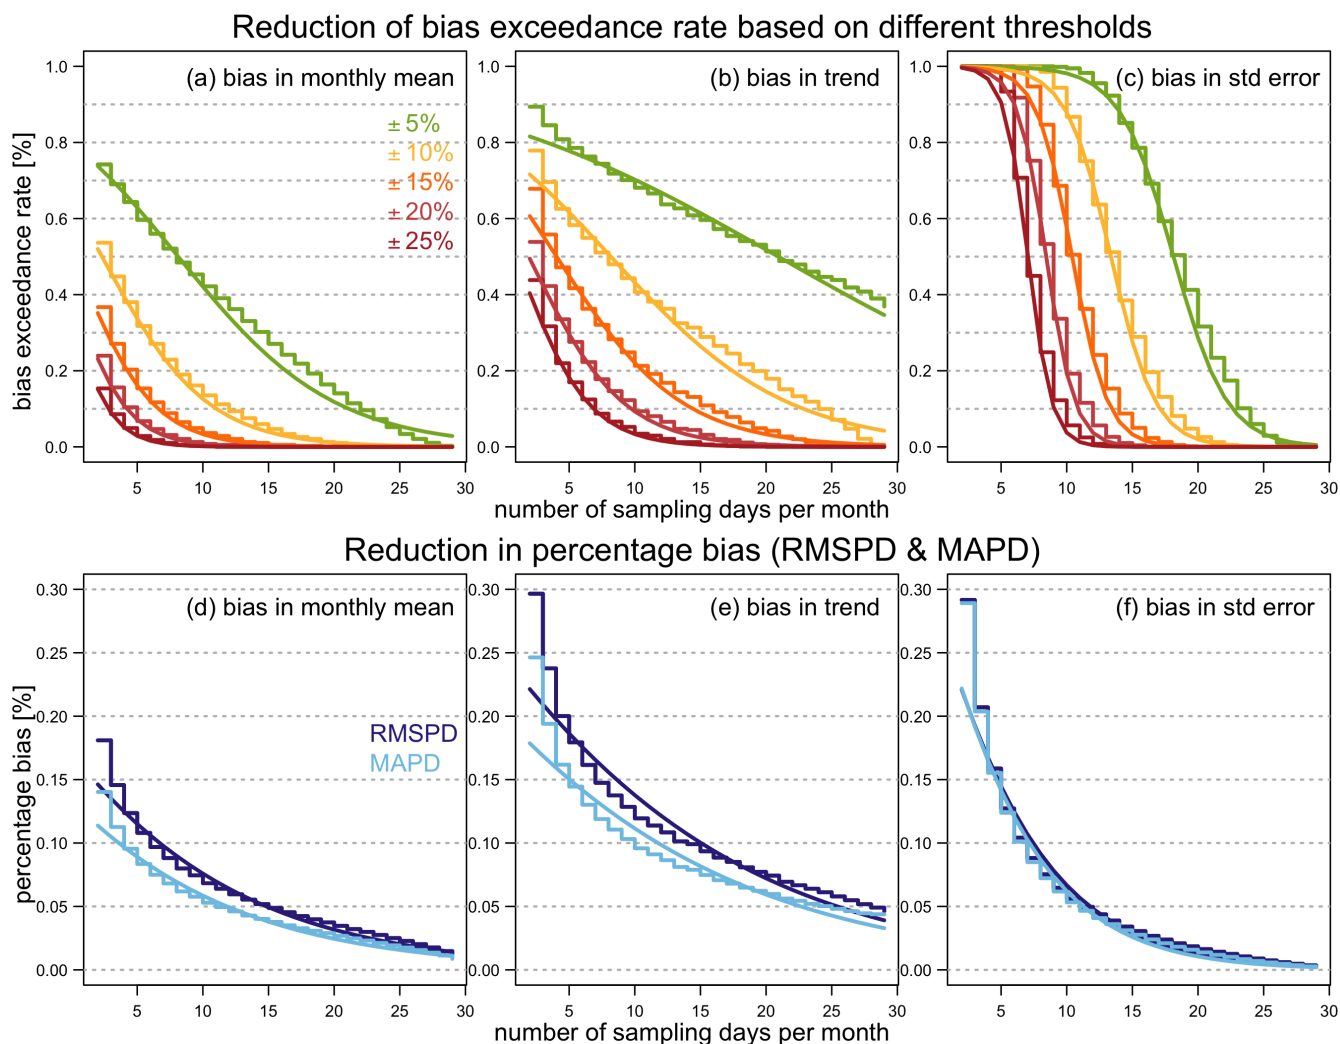 Reduction of bias exceedance rate based on different thresholds
(a) bias in monthly mean
(b) bias in trend
(c) bias in std error
bias exceedance rate [%]
1.0
0.8
0.6
0.4
0.2
0.0
± 5%
± 10%
± 15%
± 20%
± 25%
1.0
0.8
0.6
0.4
0.2
0.0
1.0
0.8
0.6
0.4
0.2
0.0
5 10 15 20 25 30
5 10 15 20 25 30
5 10 15 20 25 30
number of sampling days per month
Reduction in percentage bias (RMSPD & MAPD)
(d) bias in monthly mean
(e) bias in trend
(f) bias in std error
percentage bias [%]
0.30
0.25
0.20
0.15
0.10
0.05
0.00
RMSPD
MAPD
0.30
0.25
0.20
0.15
0.10
0.05
0.00
0.30
0.25
0.20
0.15
0.10
0.05
0.00
5 10 15 20 25 30
5 10 15 20 25 30
5 10 15 20 25 30
number of sampling days per month